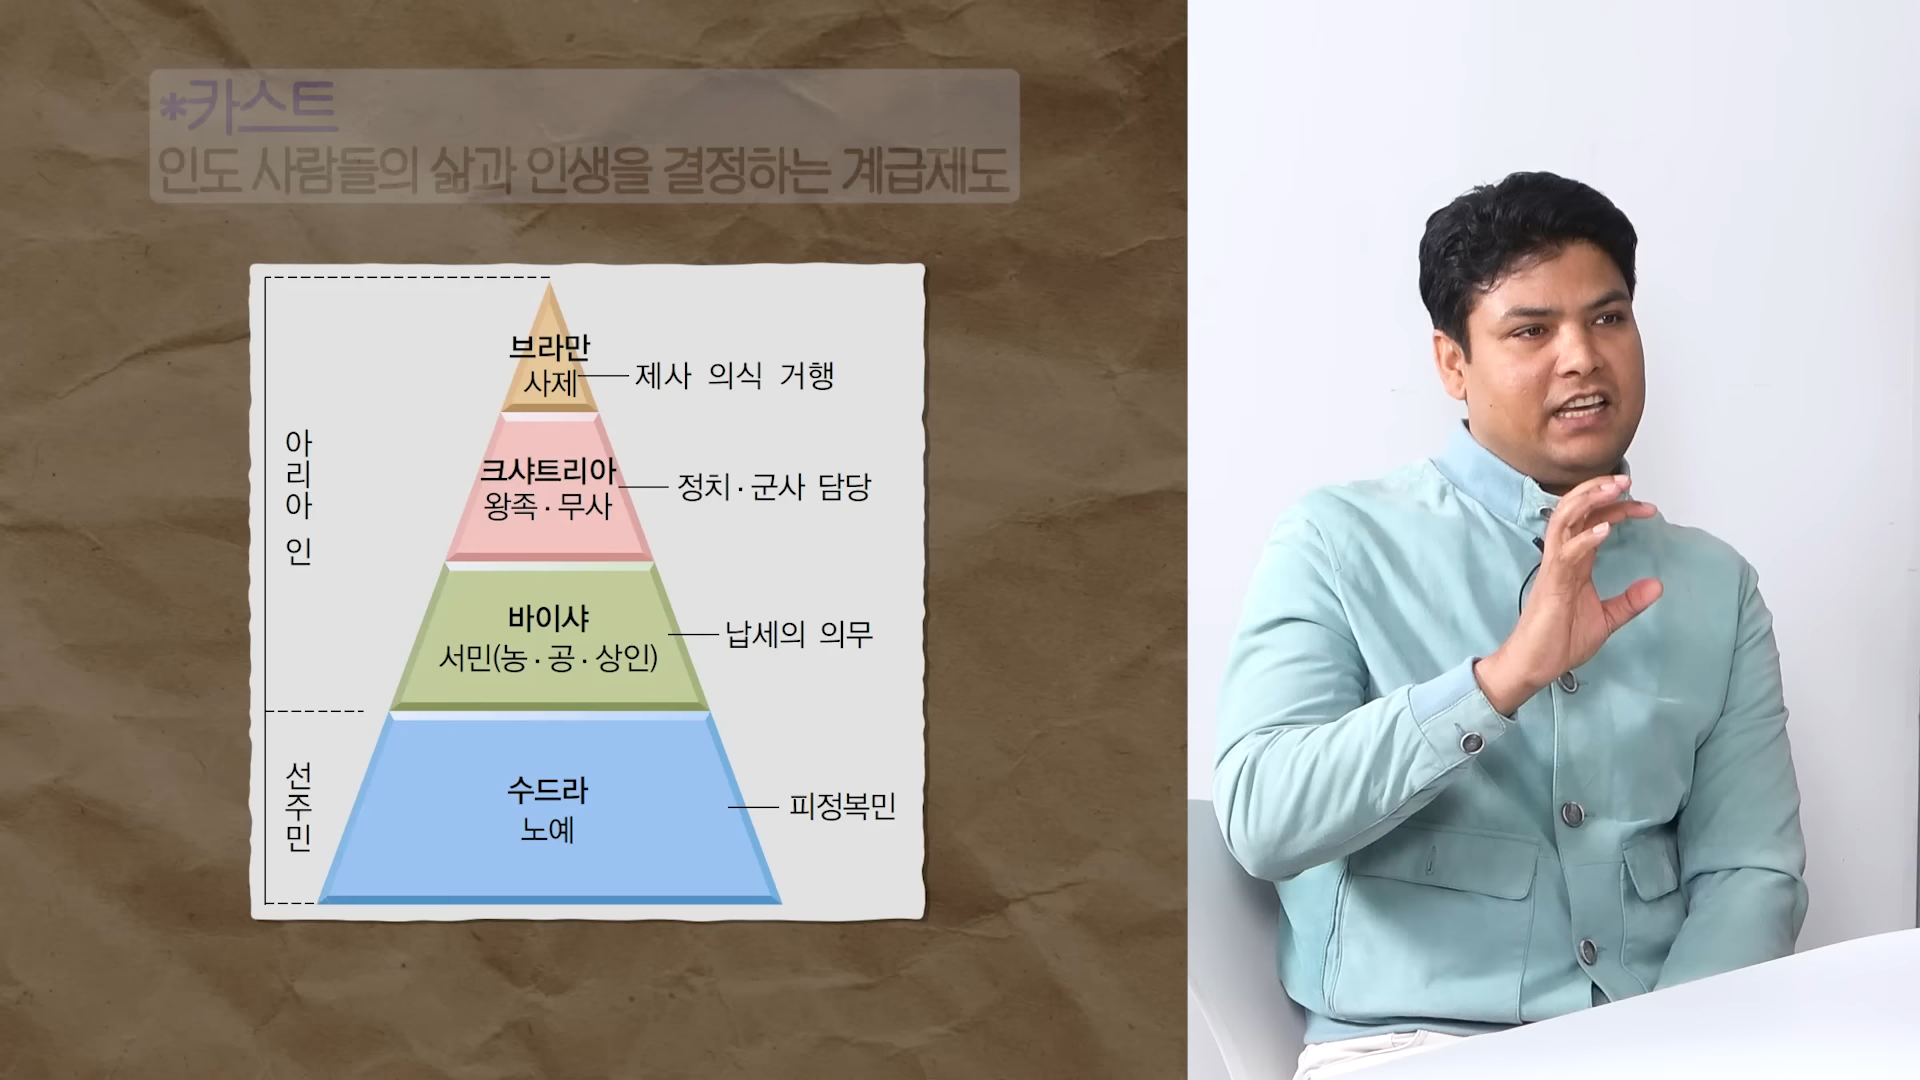 *카스트
인도 사람들의 삶과 인생을 결정하는 계급제도
브라만
사제
제사 의식 거행
크샤트리아
왕족·무사
정치·군사 담당
아리아인
바이샤
서민(농·공·상인)
납세의 의무
수드라
노예
피정복민
선주민